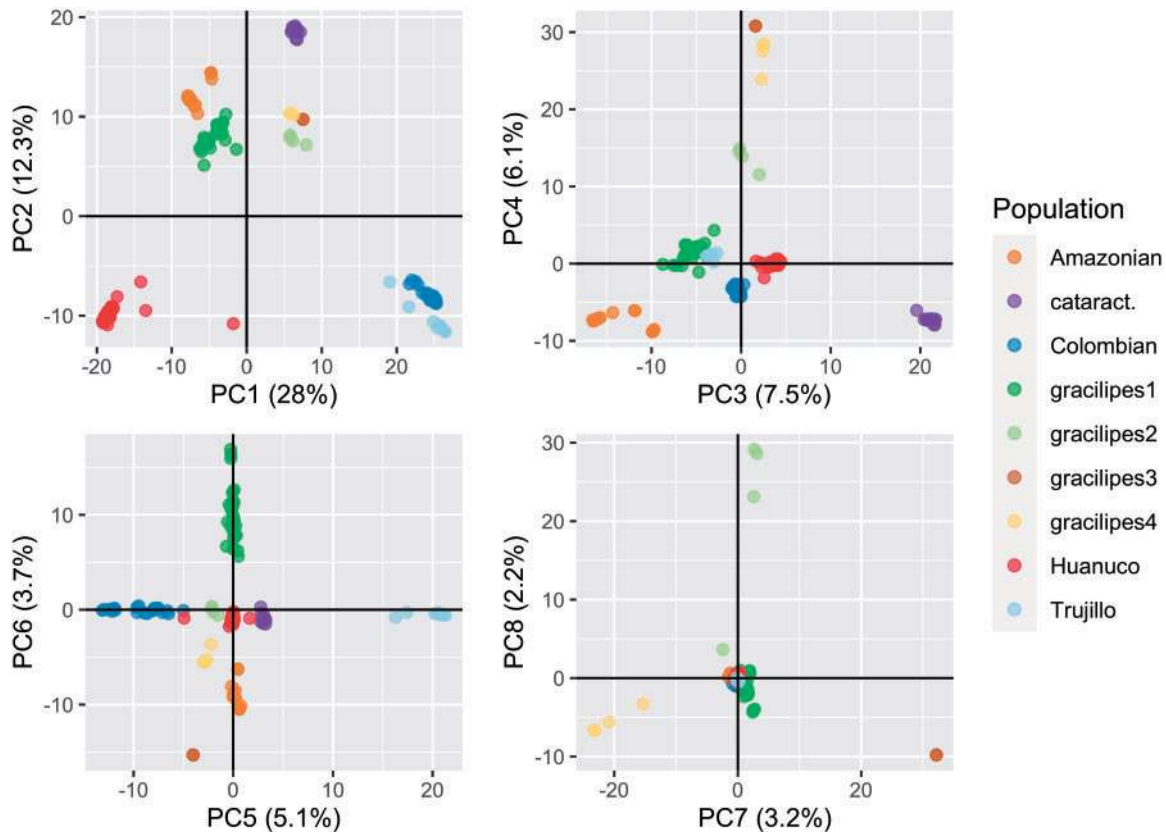 20
10
0
-10
PC2 (12.3%)
-20
-10
0
10
20
PC1 (28%)
30
20
10
0
-10
PC4 (6.1%)
-10
0
10
20
PC3 (7.5%)
10
0
-10
PC6 (3.7%)
-10
0
10
20
PC5 (5.1%)
30
20
10
0
-10
PC8 (2.2%)
-20
0
20
PC7 (3.2%)
Population
Amazonian
cataract.
Colombian
gracilipes1
gracilipes2
gracilipes3
gracilipes4
Huanuco
Trujillo